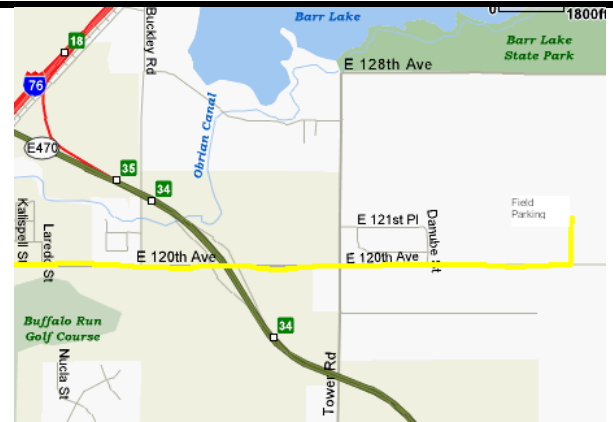 0
1800ft
Barr Lake
Barr Lake
State Park
Buckley Rd
18
76
E 128th Ave
Obrian Canal
E470
35
34
Kalispell St
Laredo St
E 121st Pl
Danube St
Field
Parking
E 120th Ave
E 120th Ave
Buffalo Run
Golf Course
34
Nucla St
Tower Rd